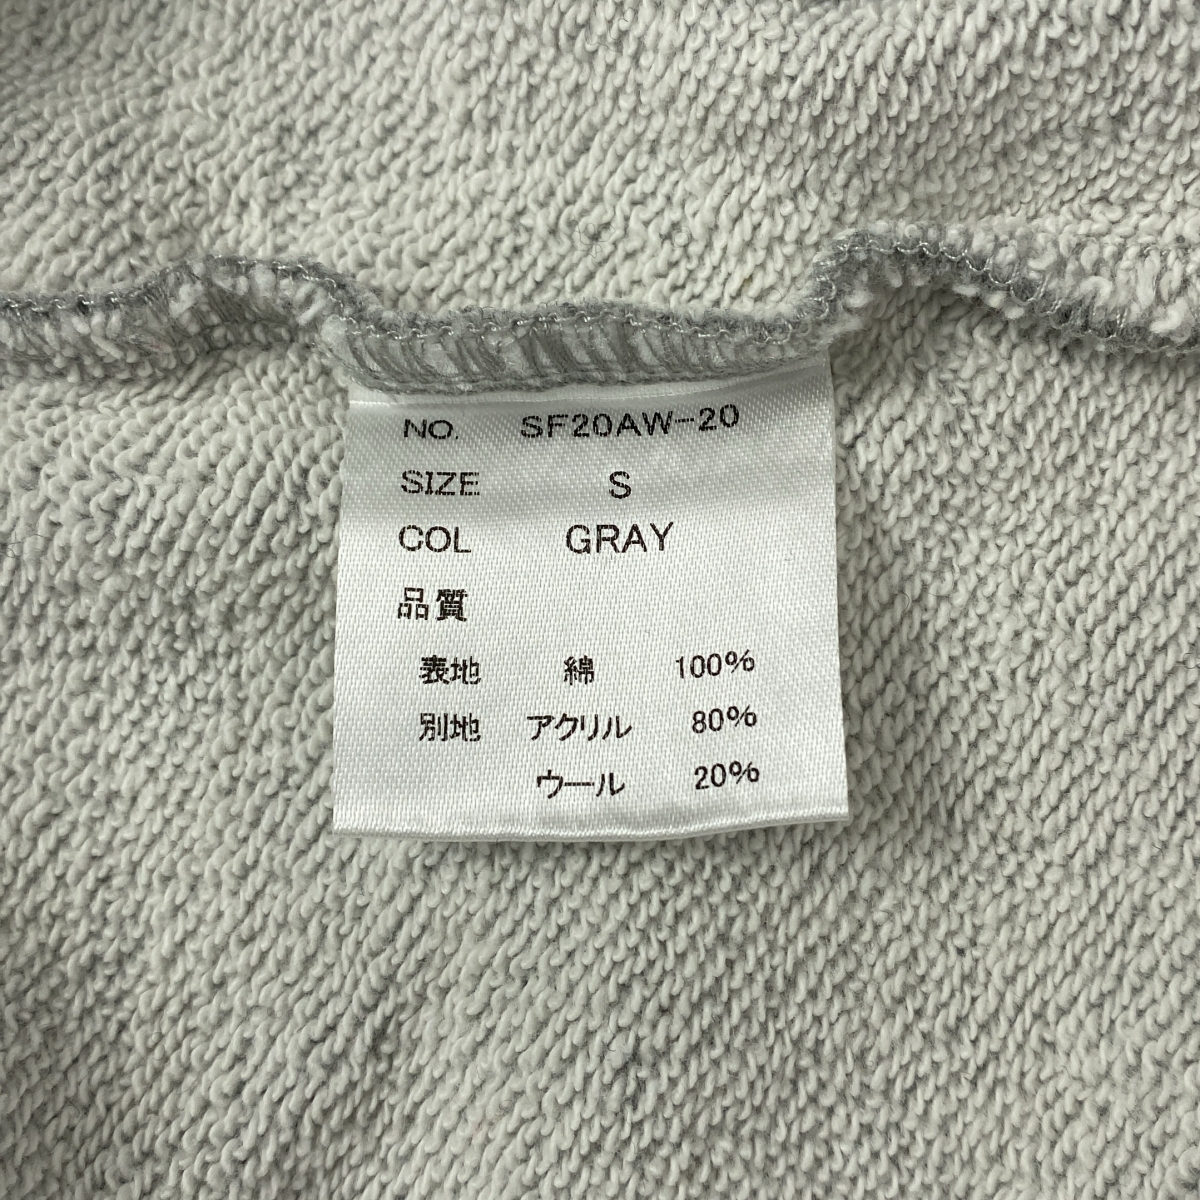 NO. SF20AW-20
SIZE S
COL GRAY
品質
表地 綿 100%
別地 アクリル 80%
ウール 20%